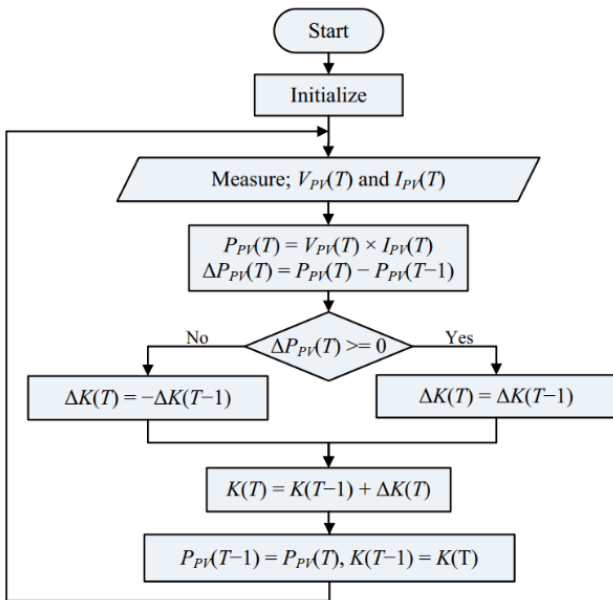 Start
Initialize
Measure; V_PV(T) and I_PV(T)
P_PV(T) = V_PV(T) × I_PV(T)
ΔP_PV(T) = P_PV(T) − P_PV(T−1)
No
ΔP_PV(T) >= 0
Yes
ΔK(T) = −ΔK(T−1)
ΔK(T) = ΔK(T−1)
K(T) = K(T−1) + ΔK(T)
P_PV(T−1) = P_PV(T), K(T−1) = K(T)